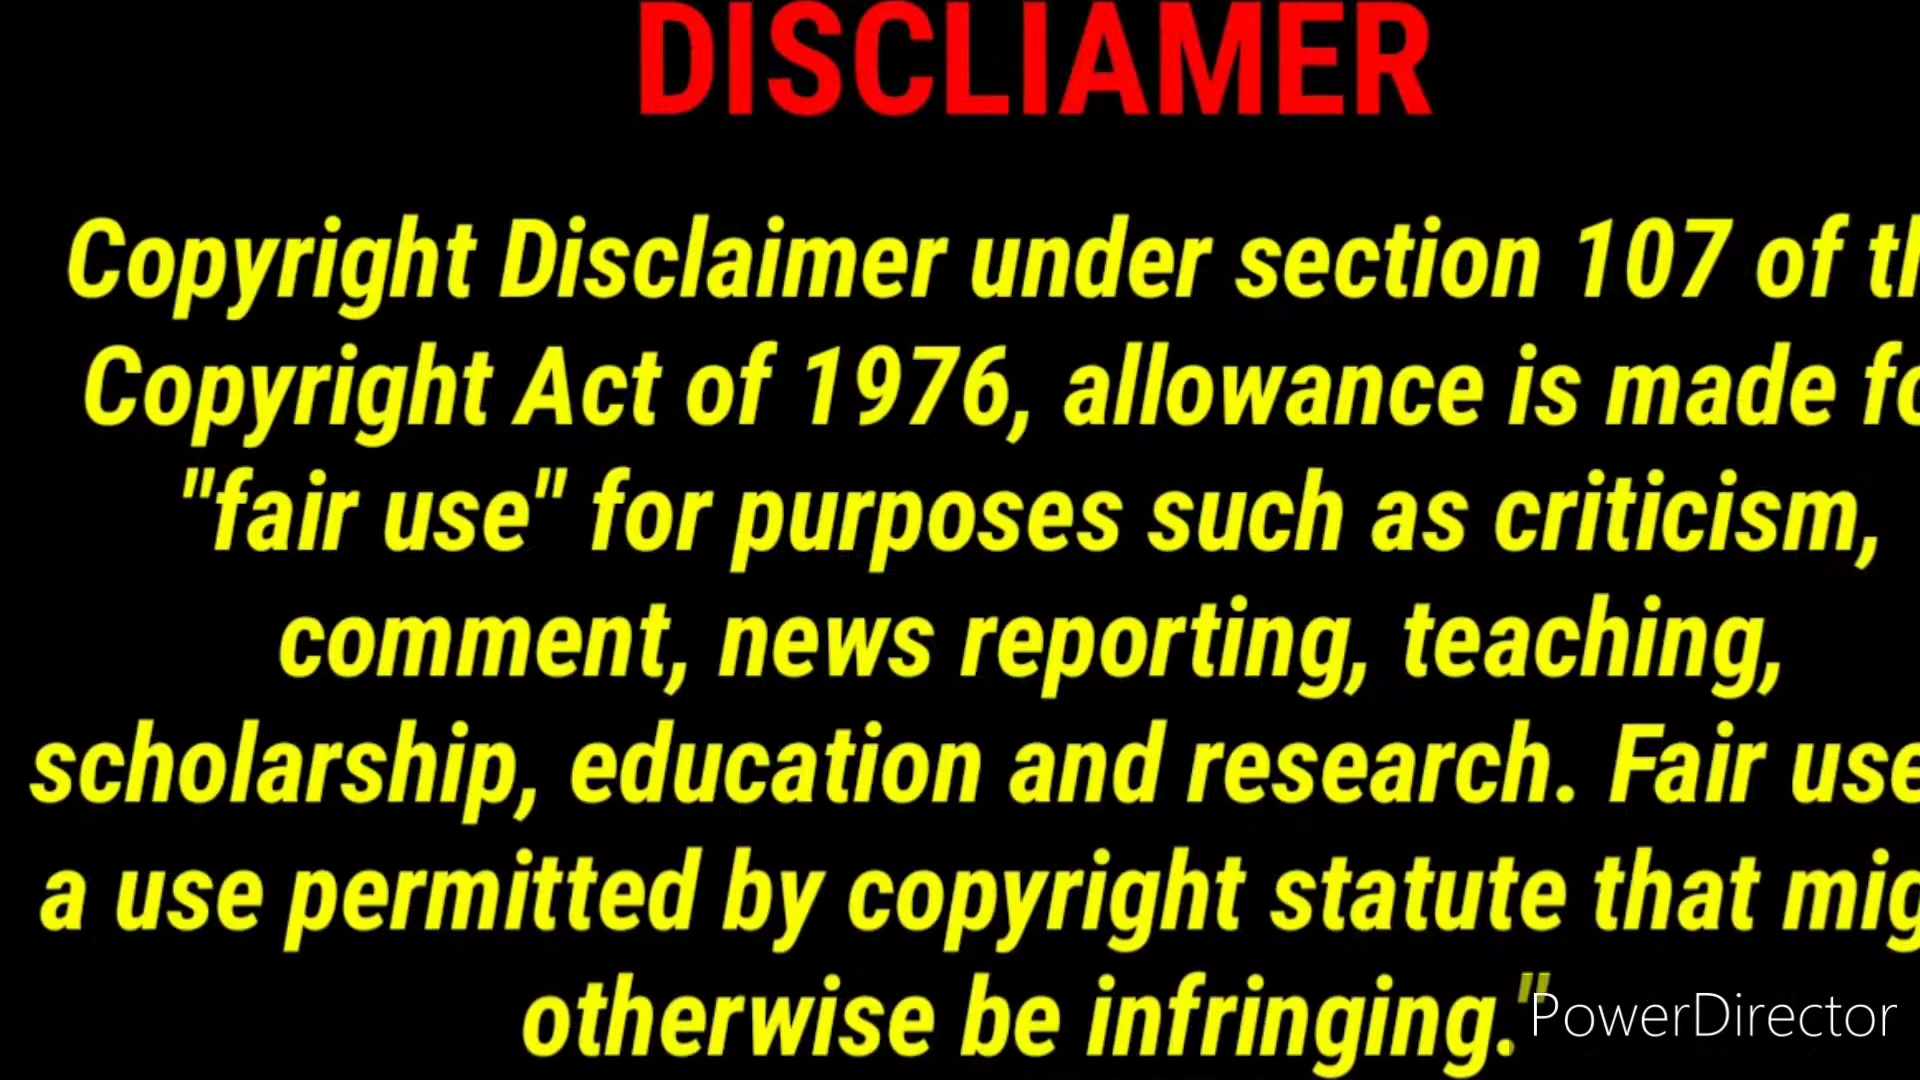 DISCLIAMER
Copyright Disclaimer under section 107 of th
Copyright Act of 1976, allowance is made fo
"fair use" for purposes such as criticism,
comment, news reporting, teaching,
scholarship, education and research. Fair use
a use permitted by copyright statute that mig
otherwise be infringing."
PowerDirector